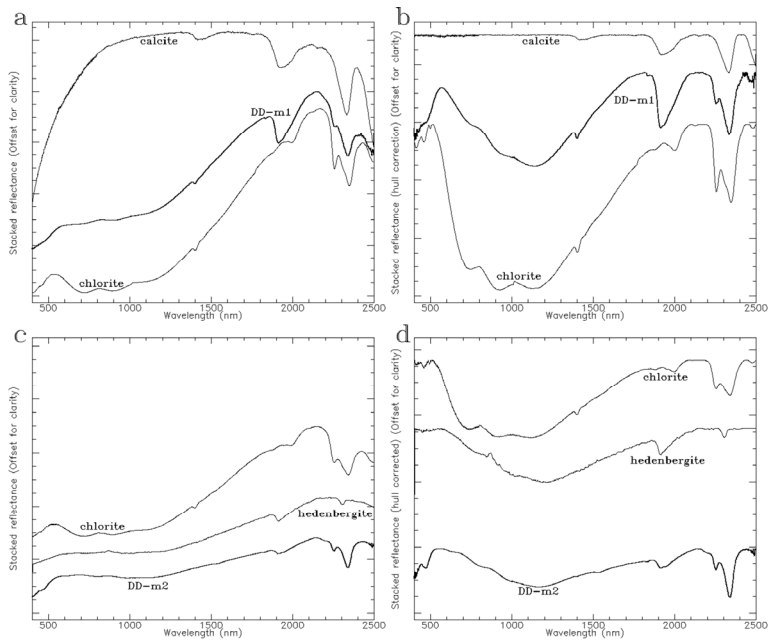 a
Stacked reflectance (Offset for clarity)
calcite
DD-m1
chlorite
500 1000 1500 2000 2500
Wavelength (nm)
b
Stacked reflectance (hull correction) (Offset for clarity)
calcite
DD-m1
chlorite
500 1000 1500 2000 2500
Wavelength (nm)
c
Stacked reflectance (Offset for clarity)
chlorite
hedenbergite
DD-m2
500 1000 1500 2000 2500
Wavelength (nm)
d
Stacked reflectance (hull corrected) (Offset for clarity)
chlorite
hedenbergite
DD-m2
500 1000 1500 2000 2500
Wavelength (nm)